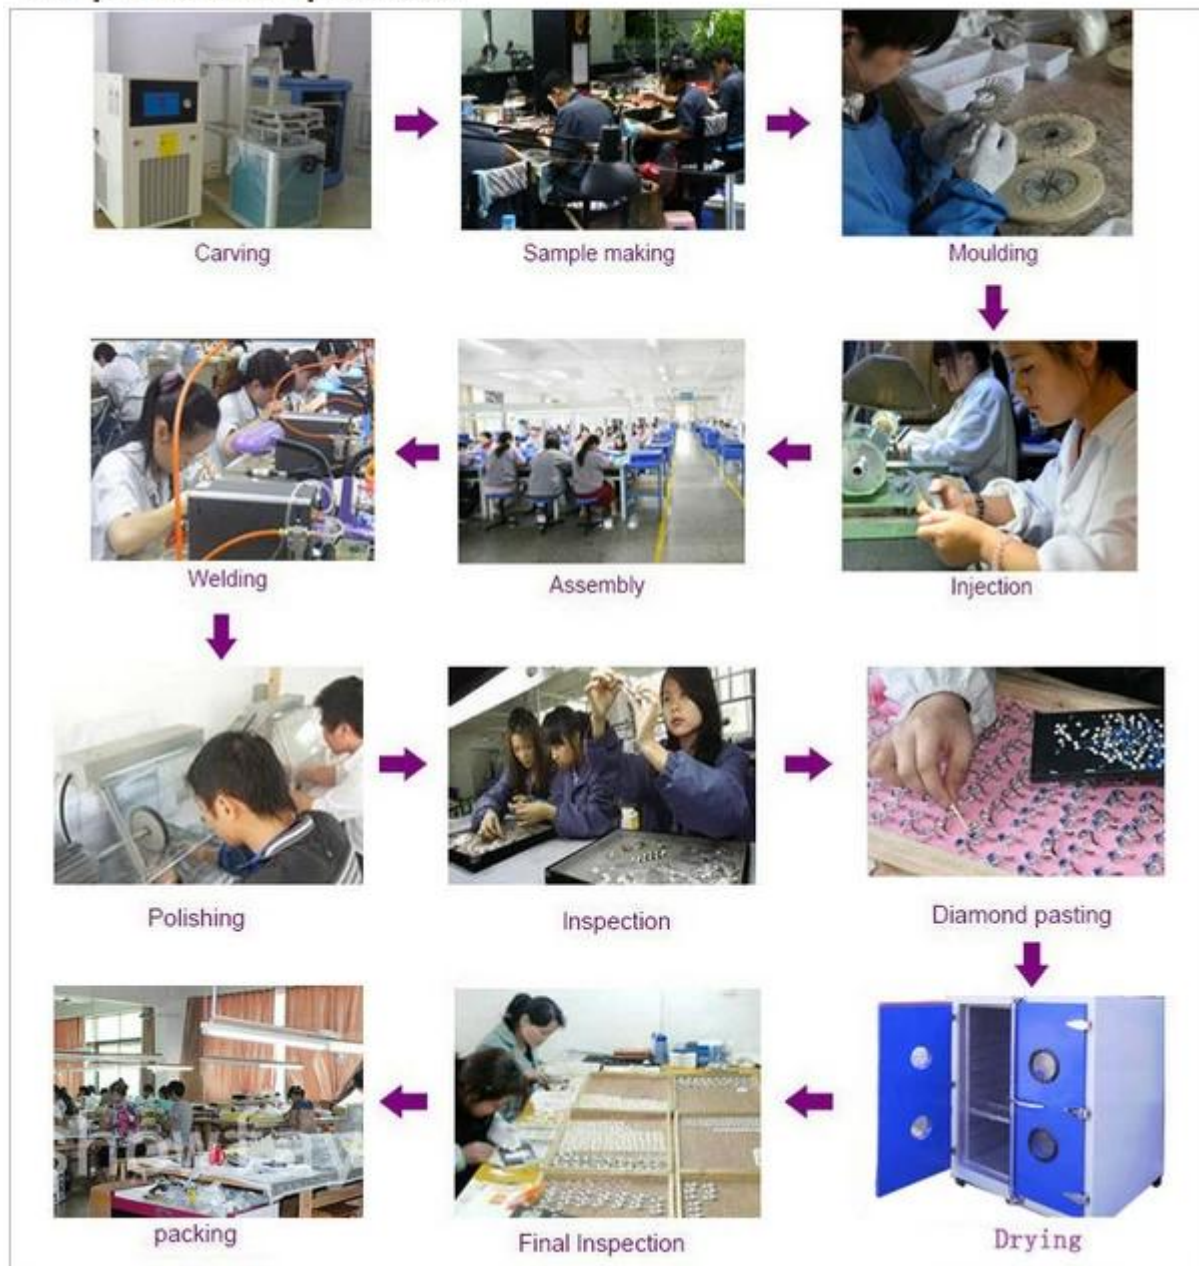 Carving
Sample making
Moulding
Injection
Assembly
Welding
Polishing
Inspection
Diamond pasting
Drying
Final Inspection
packing